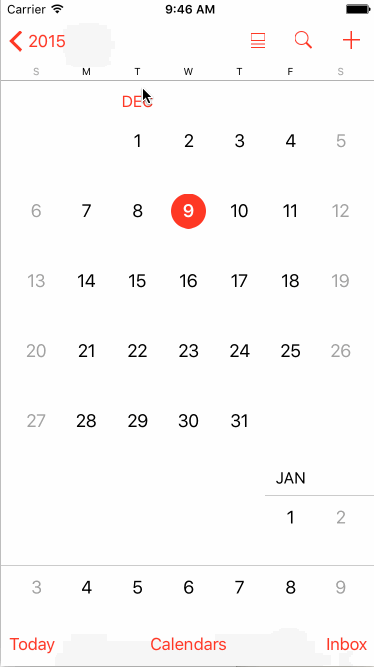 Carrier 9:46 AM
2015
S M T W T F S
DEC
1 2 3 4 5
6 7 8 9 10 11 12
13 14 15 16 17 18 19
20 21 22 23 24 25 26
27 28 29 30 31
JAN
1 2
3 4 5 6 7 8 9
Today Calendars Inbox